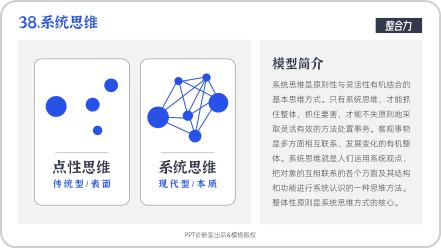 38.系统思维
整合力
点性思维
传统型/表面
系统思维
现代型/本质
模型简介
系统思维是原则性与灵活性有机结合的
基本思维方式。只有系统思维，才能抓
住整体，抓住要害，才能不失原则地采
取灵活有效的方法处置事务。客观事物
是多方面相互联系、发展变化的有机整
体。系统思维就是人们运用系统观点，
把对象的互相联系的各个方面及其结构
和功能进行系统认识的一种思维方法。
整体性原则是系统思维方式的核心。
PPT诊断室出品&模板版权